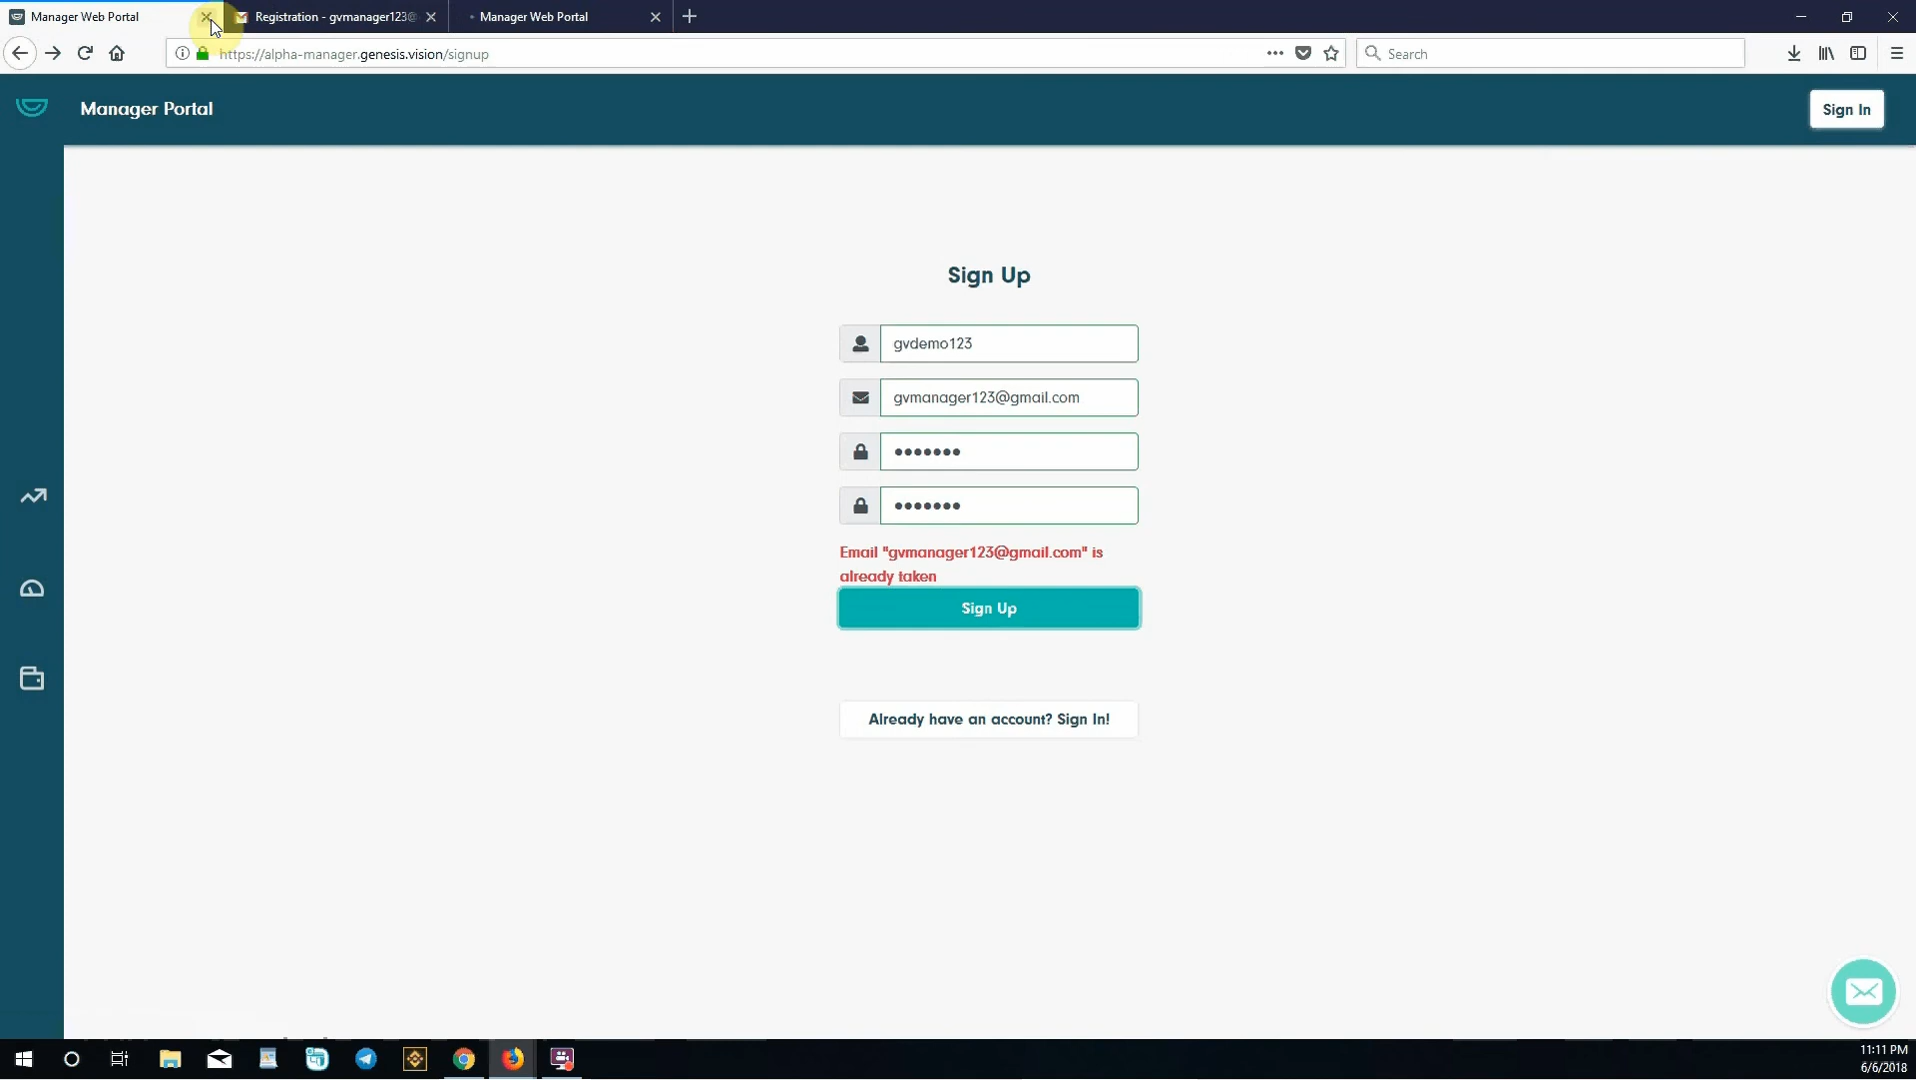 Manager Web Portal
Registration - gvmanager123@
Manager Web Portal
https://alpha-manager.genesis.vision/signup
Search
Manager Portal
Sign In
Sign Up
gvdemo123
gvmanager123@gmail.com
•••••••
•••••••
Email "gvmanager123@gmail.com" is
already taken
Sign Up
Already have an account? Sign In!
11:11 PM
6/6/2018